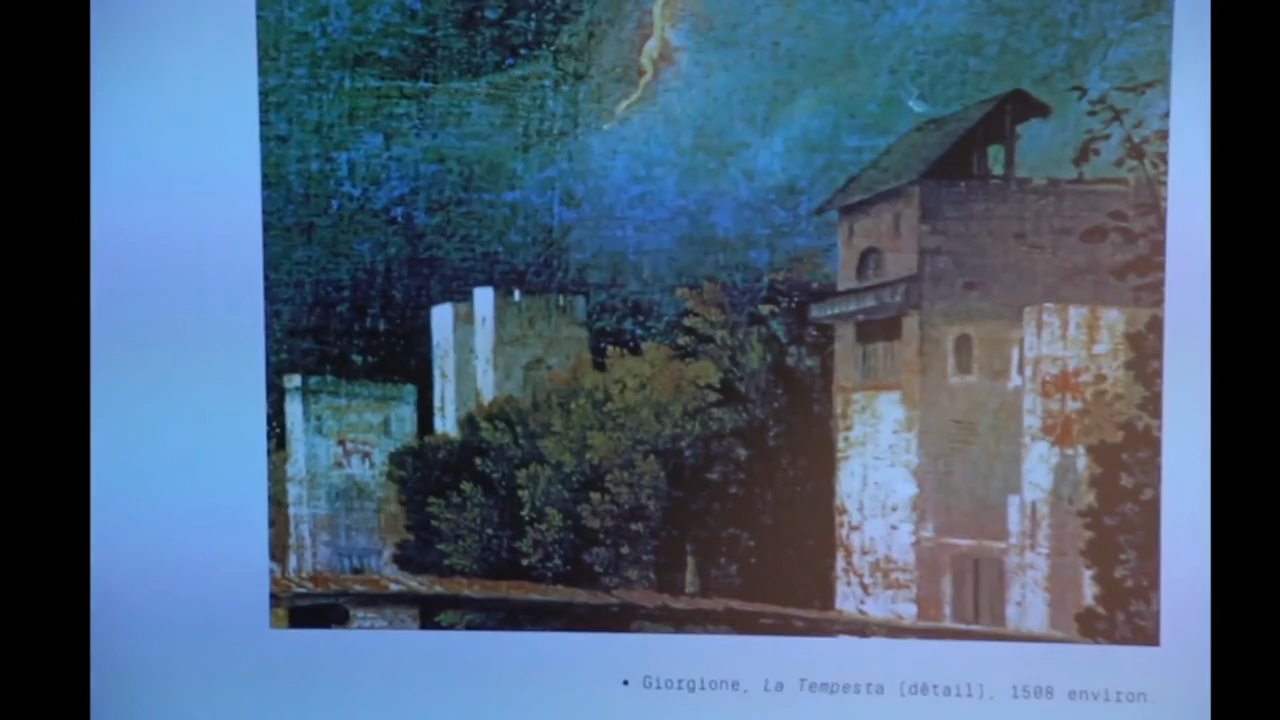 • Giorgione, La Tempesta (détail), 1508 environ.